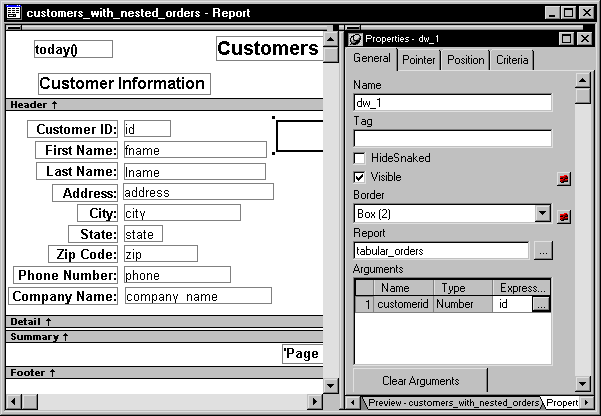 customers_with_nested_orders - Report
today()
Customers
Customer Information
Header ↑
Customer ID: id
First Name: fname
Last Name: lname
Address: address
City: city
State: state
Zip Code: zip
Phone Number: phone
Company Name: company_name
Detail ↑
Summary ↑
'Page
Footer ↑
Properties - dw_1
General Pointer Position Criteria
Name
dw_1
Tag
HideSnaked
Visible
Border
Box (2)
Report
tabular_orders ...
Arguments
Name Type Express...
1 customerid Number id ...
Clear Arguments
Preview - customers_with_nested_orders Propert